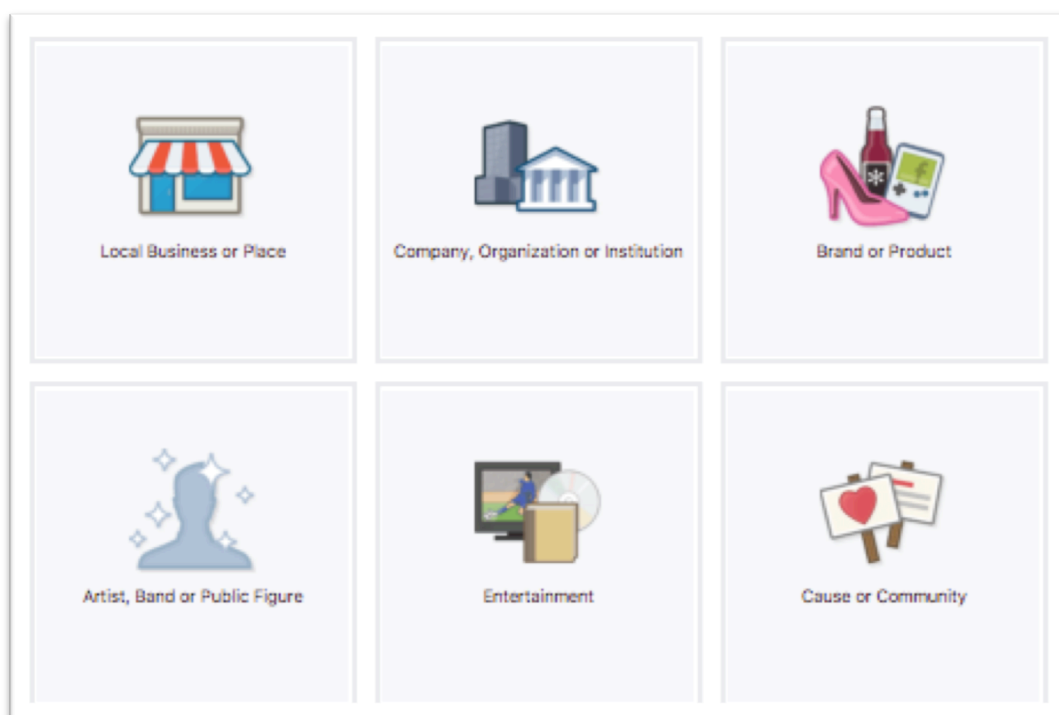 Local Business or Place
Company, Organization or Institution
Brand or Product
Artist, Band or Public Figure
Entertainment
Cause or Community